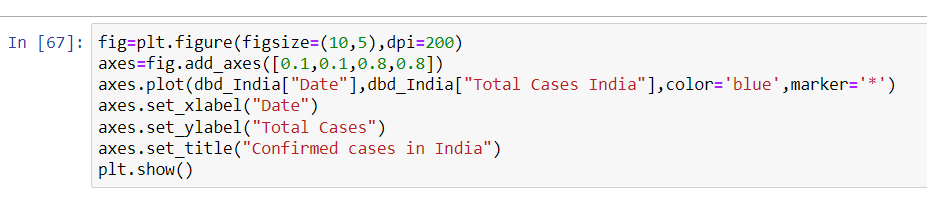 In [67]: fig=plt.figure(figsize=(10,5),dpi=200)
axes=fig.add_axes([0.1,0.1,0.8,0.8])
axes.plot(dbd_India["Date"],dbd_India["Total Cases India"],color='blue',marker='*')
axes.set_xlabel("Date")
axes.set_ylabel("Total Cases")
axes.set_title("Confirmed cases in India")
plt.show()